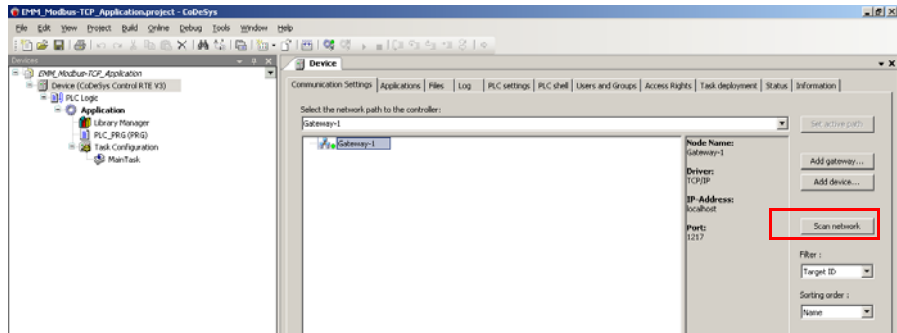 EMM_Modbus-TCP_Application.project - CoDeSys
File Edit View Project Build Online Debug Tools Window Help
Devices
EMM_Modbus-TCP_Application
Device (CoDeSys Control RTE V3)
PLC Logic
Application
Library Manager
PLC_PRG (PRG)
Task Configuration
MainTask
Device
Communication Settings Applications Files Log PLC settings PLC shell Users and Groups Access Rights Task deployment Status Information
Select the network path to the controller:
Gateway-1
Set active path
Gateway-1
Node Name:
Gateway-1
Driver:
TCP/IP
IP-Address:
localhost
Port:
1217
Add gateway...
Add device...
Scan network
Filter :
Target ID
Sorting order :
Name